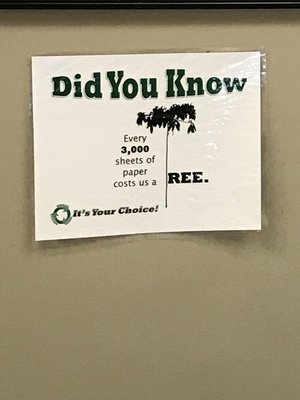 Did You Know
Every
3,000
sheets of
paper
costs us a REE.
It's Your Choice!